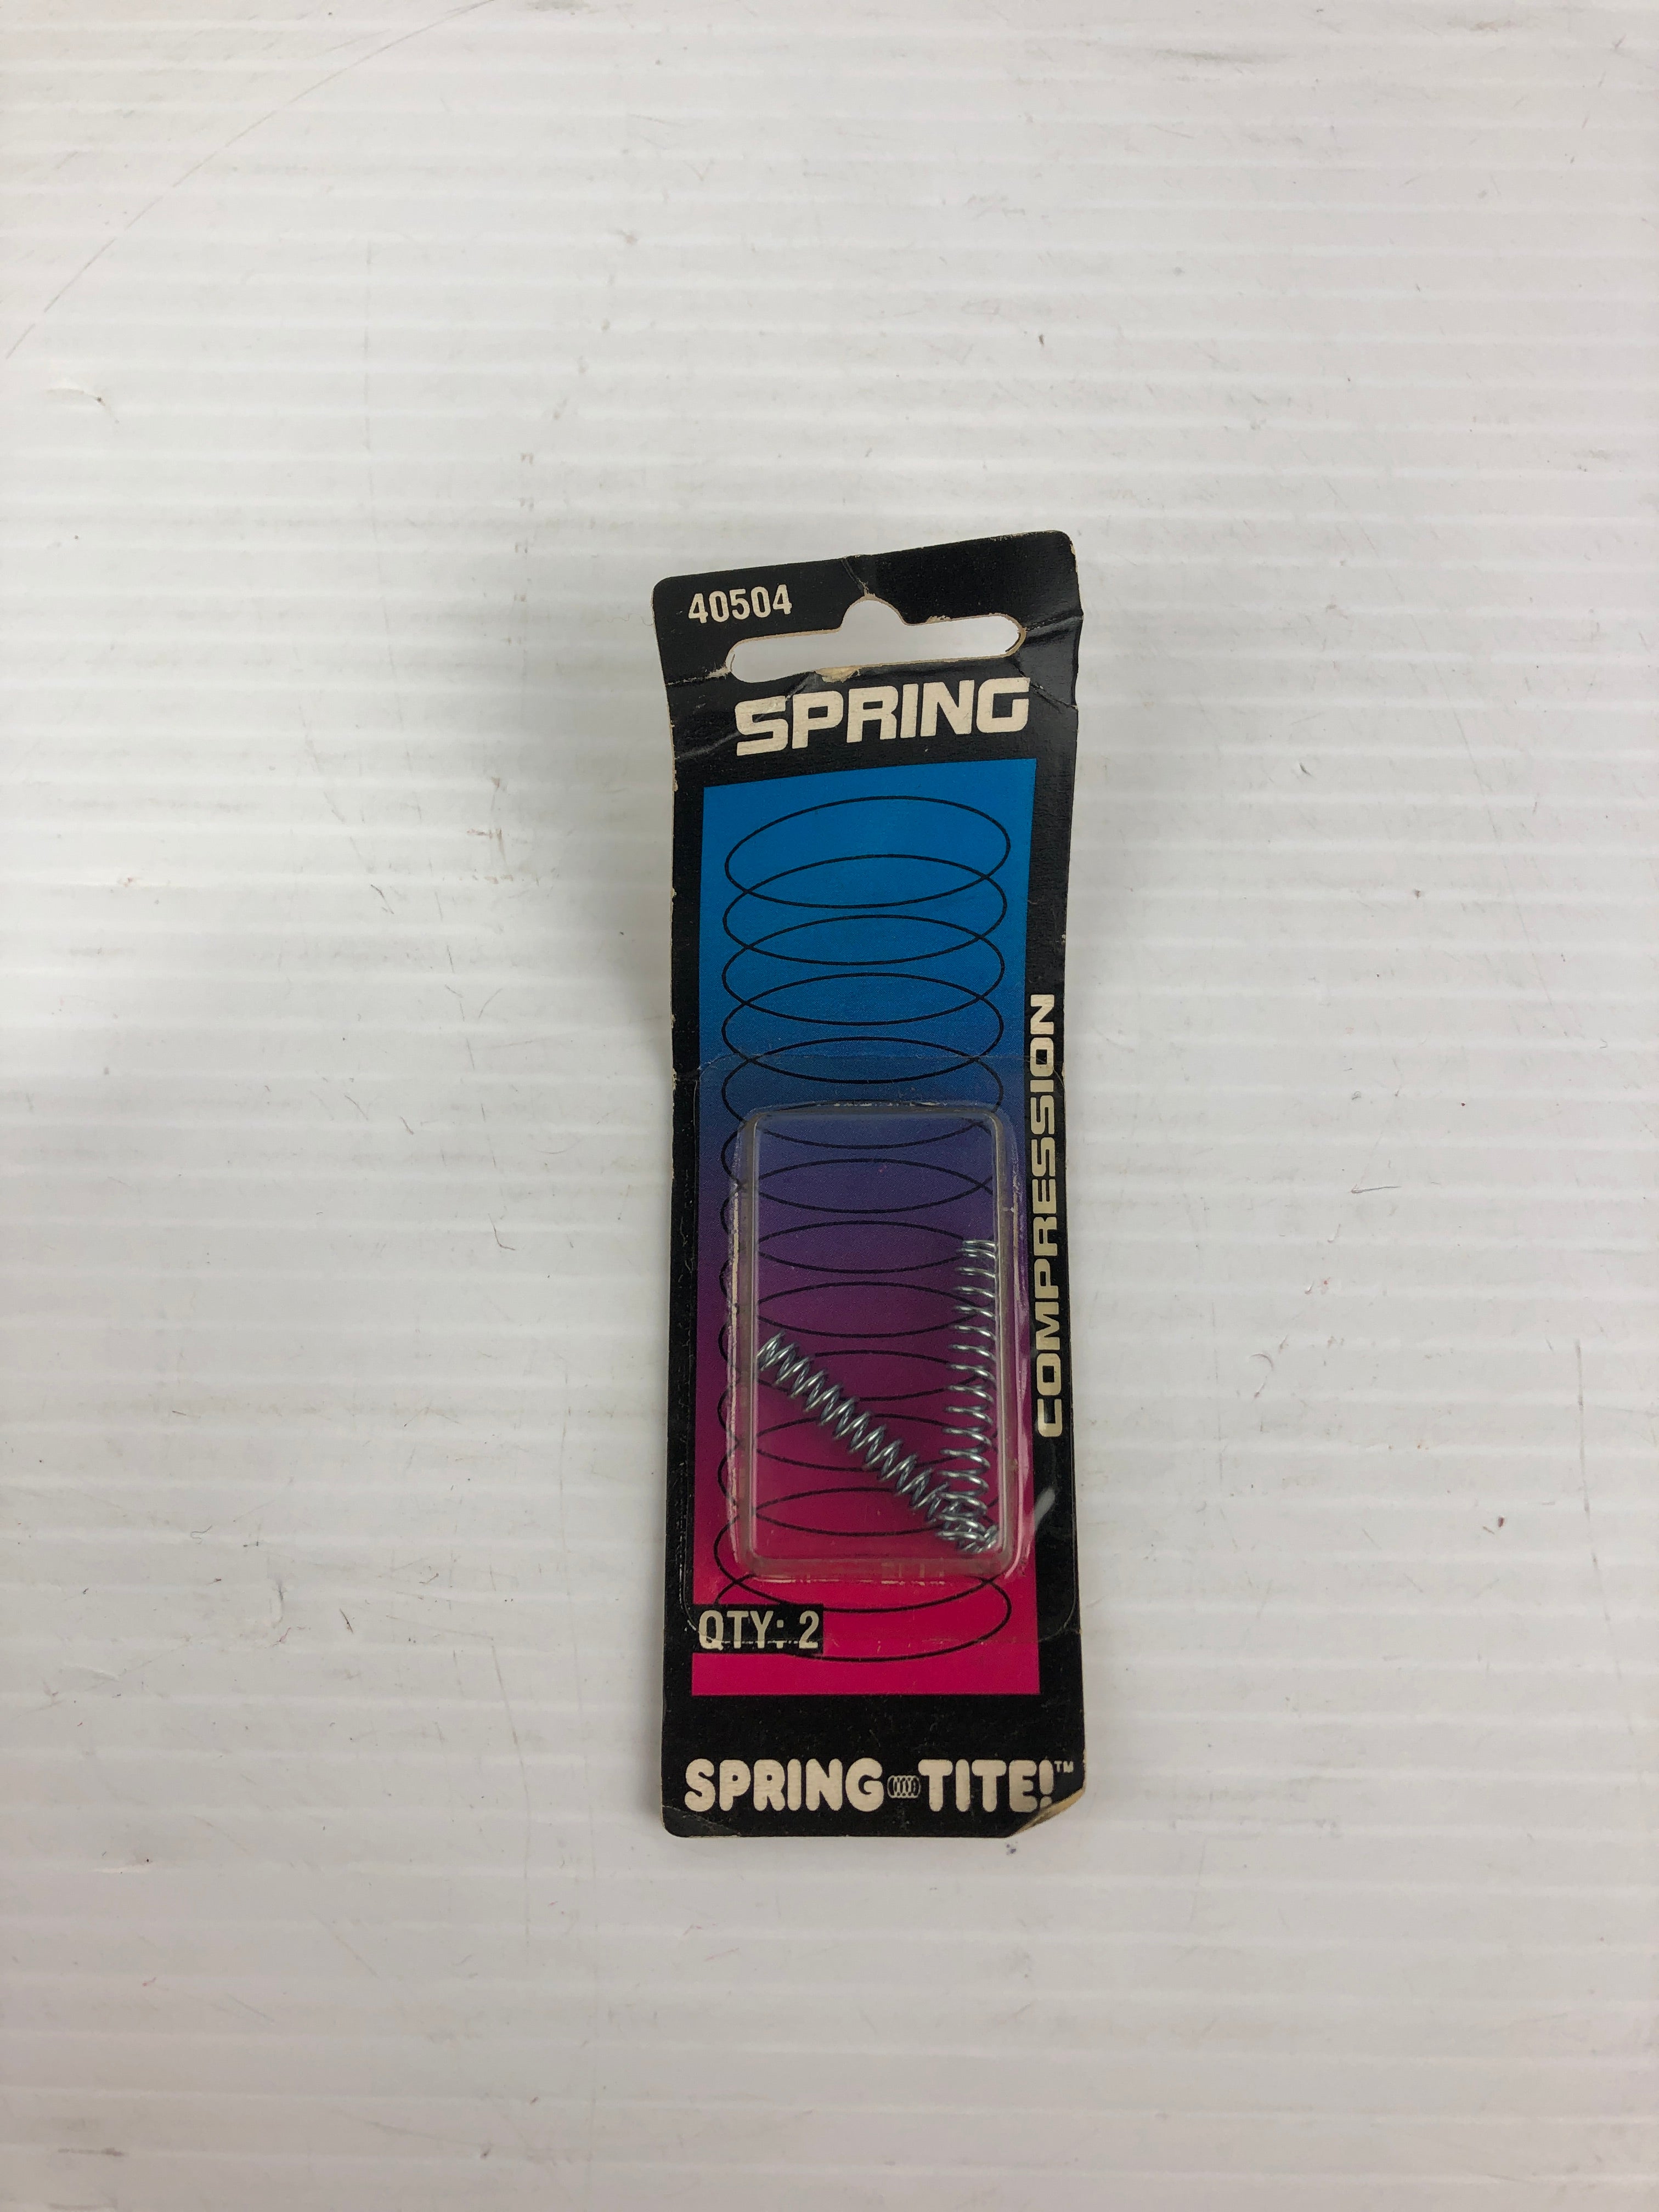 40504
SPRING
COMPRESSION
QTY: 2
SPRING TITE!™